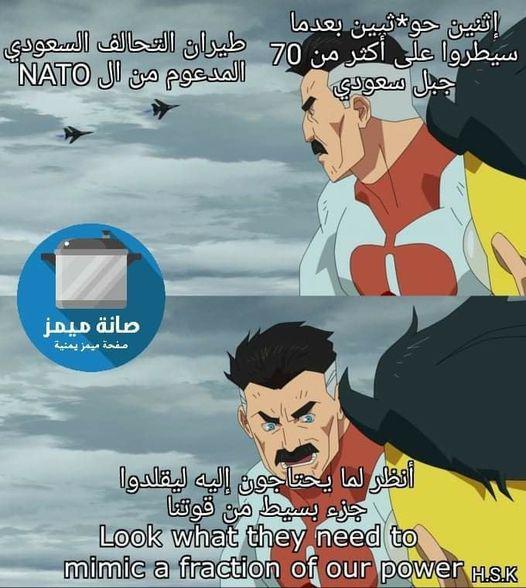 إثنين حو*ثيين بعدما
سيطروا على أكثر من 70
جبل سعودي
طيران التحالف السعودي
المدعوم من ال NATO
صانة ميمز
صفحة ميمز يمنية
أنظر لما يحتاجون إليه ليقلدوا
جزء بسيط من قوتنا
Look what they need to
mimic a fraction of our power
H.S.K